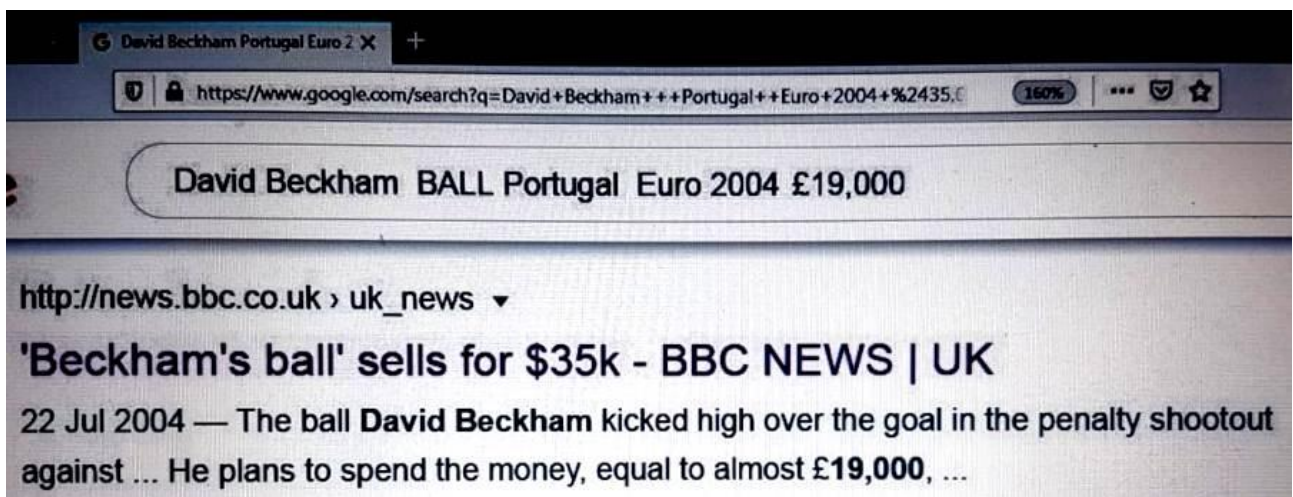 G David Beckham Portugal Euro 2 ✕ +
https://www.google.com/search?q=David+Beckham+++Portugal++Euro+2004+%2435. 160% ...
David Beckham BALL Portugal Euro 2004 £19,000
http://news.bbc.co.uk › uk_news
'Beckham's ball' sells for $35k - BBC NEWS | UK
22 Jul 2004 — The ball David Beckham kicked high over the goal in the penalty shootout
against ... He plans to spend the money, equal to almost £19,000, ...